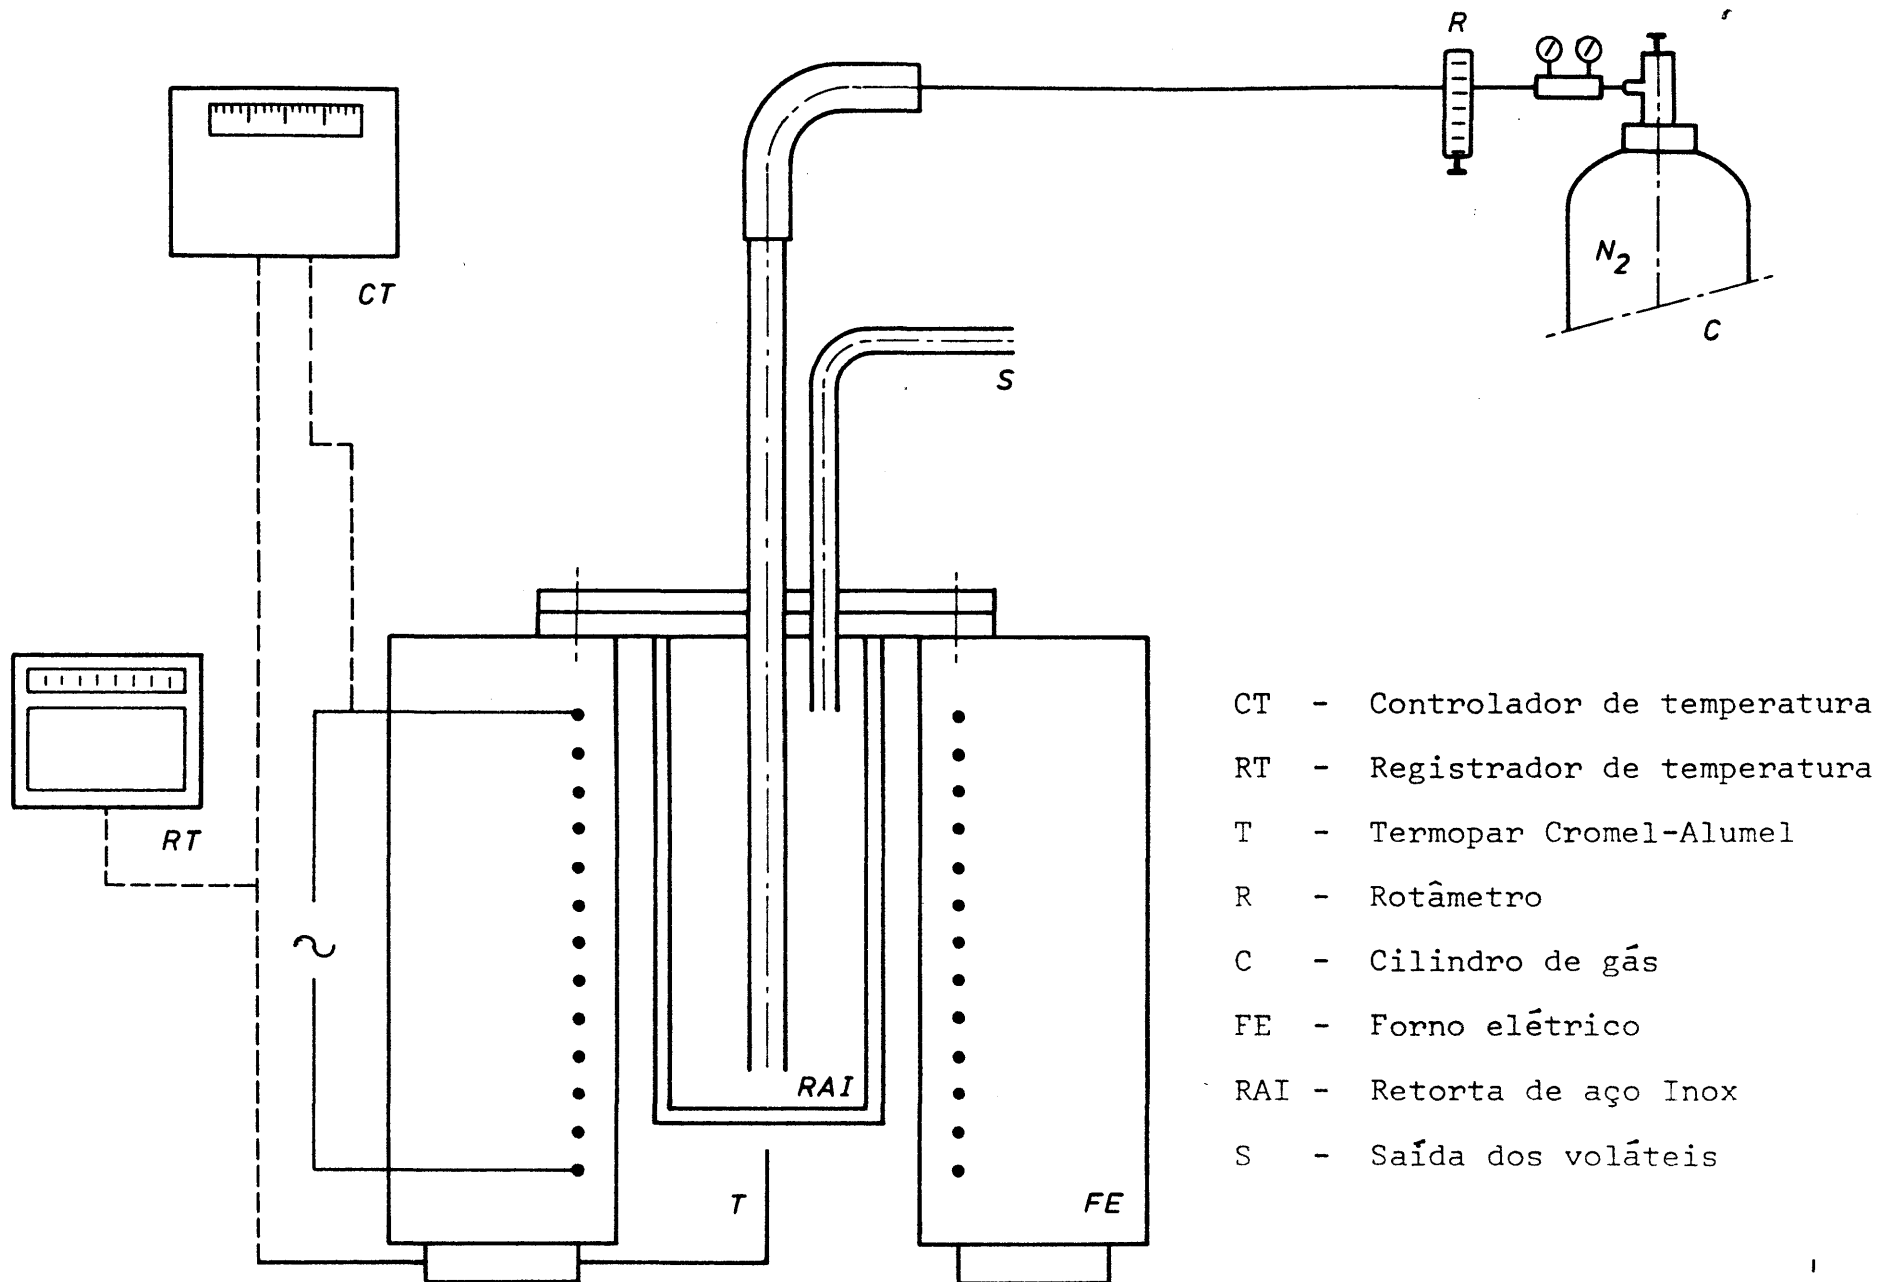 R
CT
N2
C
S
RT
RAI
T
FE
CT - Controlador de temperatura
RT - Registrador de temperatura
T - Termopar Cromel-Alumel
R - Rotâmetro
C - Cilindro de gás
FE - Forno elétrico
RAI - Retorta de aço Inox
S - Saída dos voláteis